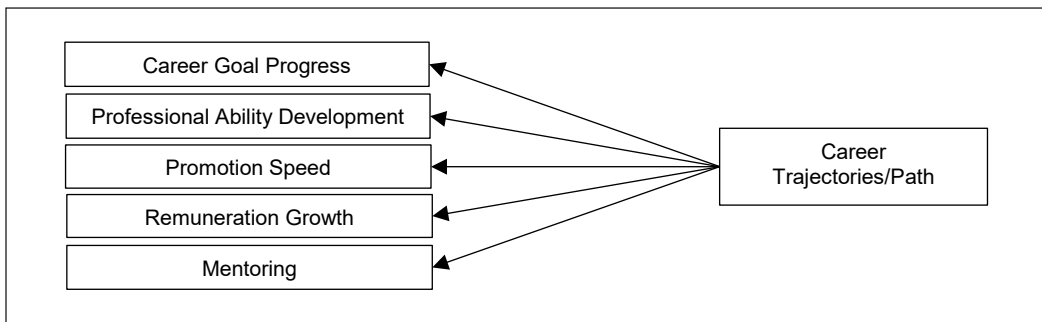 Career Goal Progress
Professional Ability Development
Promotion Speed
Remuneration Growth
Mentoring
Career
Trajectories/Path